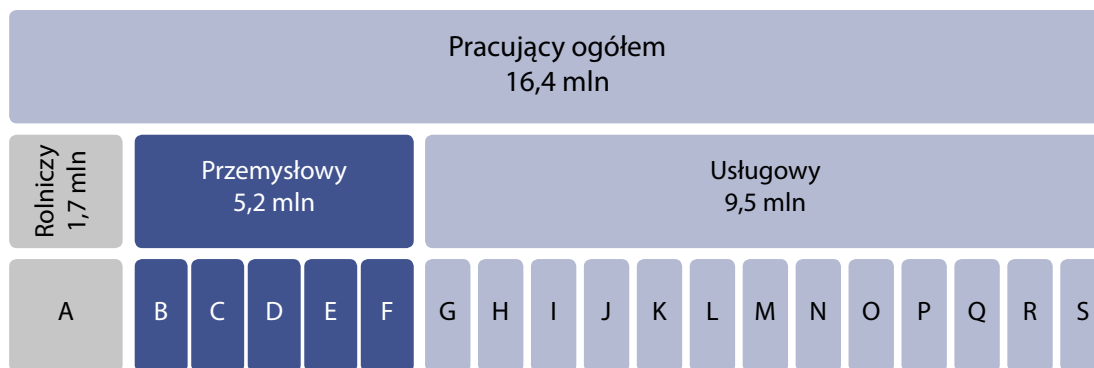 Pracujący ogółem
16,4 mln
Rolniczy
1,7 mln
Przemysłowy
5,2 mln
Usługowy
9,5 mln
A B C D E F G H I J K L M N O P Q R S